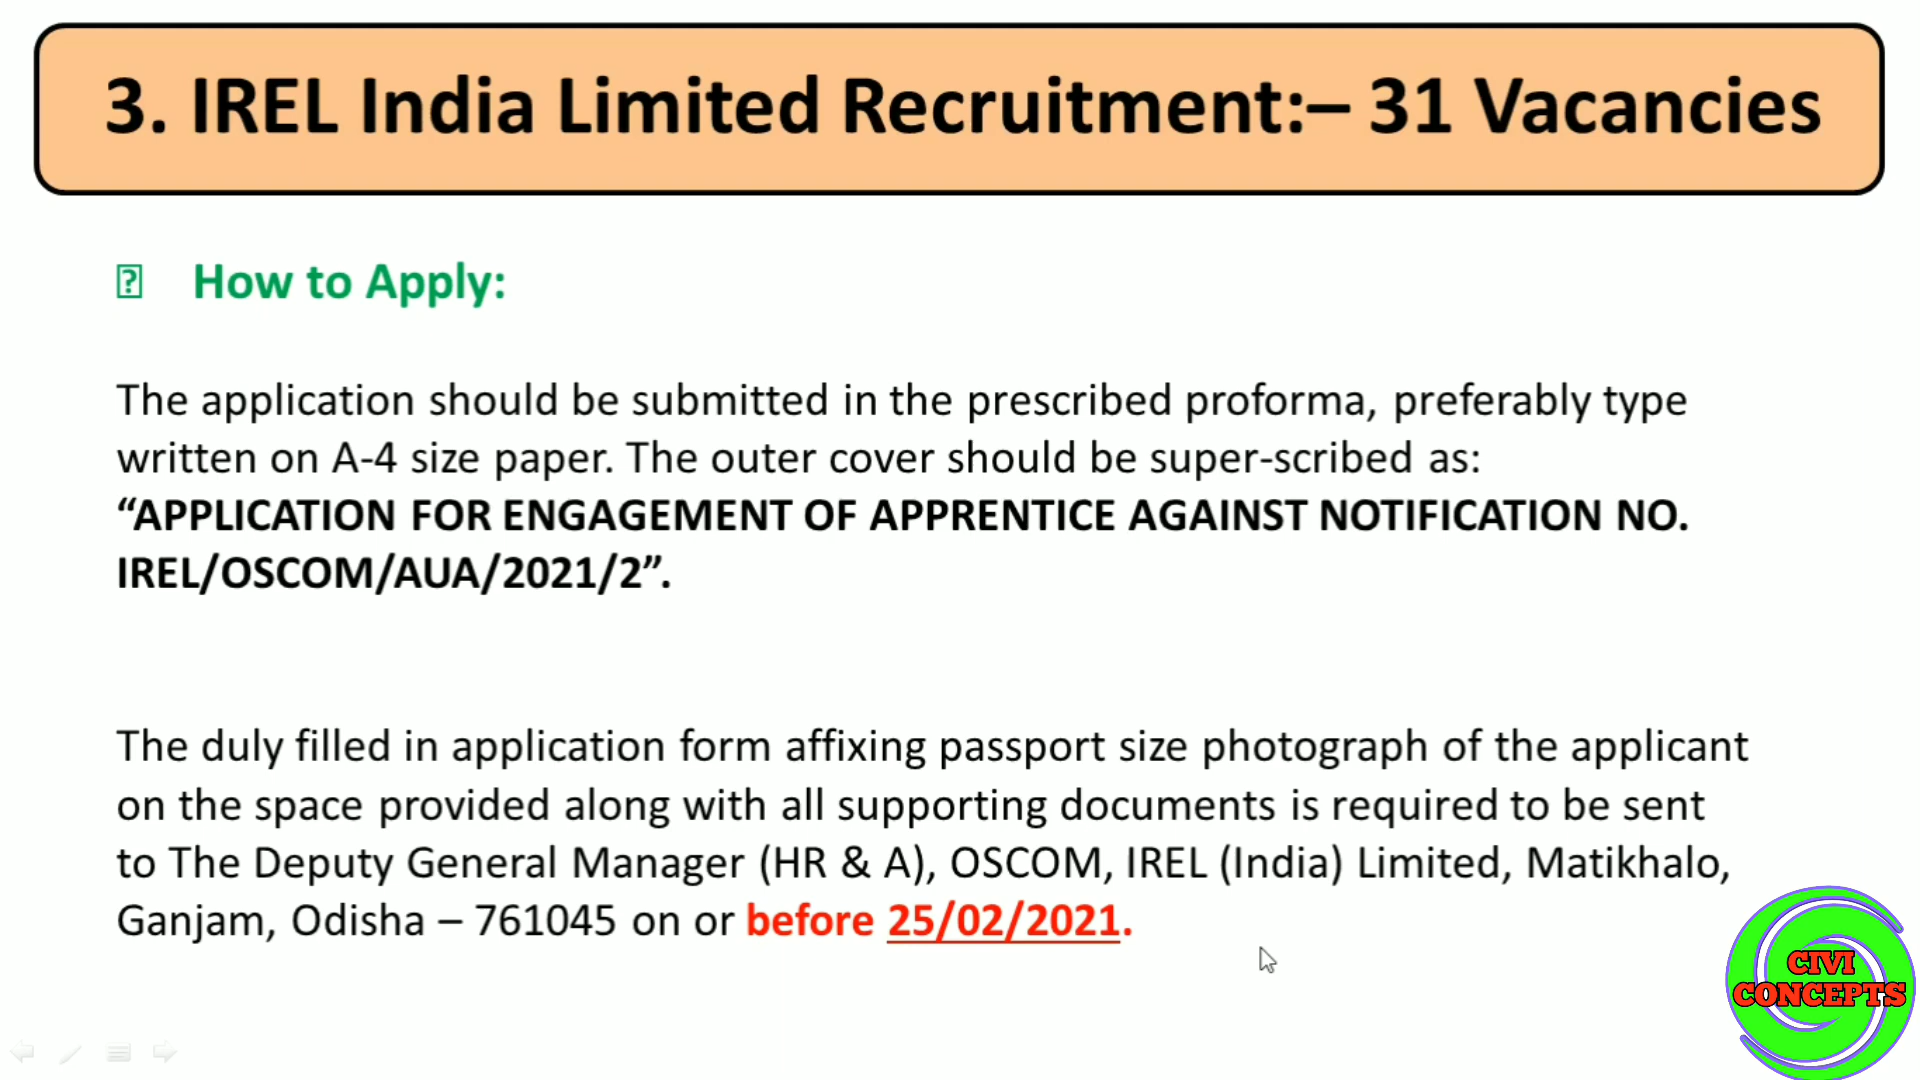 3. IREL India Limited Recruitment:– 31 Vacancies
How to Apply:
The application should be submitted in the prescribed proforma, preferably type
written on A-4 size paper. The outer cover should be super-scribed as:
“APPLICATION FOR ENGAGEMENT OF APPRENTICE AGAINST NOTIFICATION NO.
IREL/OSCOM/AUA/2021/2”.
The duly filled in application form affixing passport size photograph of the applicant
on the space provided along with all supporting documents is required to be sent
to The Deputy General Manager (HR & A), OSCOM, IREL (India) Limited, Matikhalo,
Ganjam, Odisha – 761045 on or before 25/02/2021.
CIVI
CONCEPTS